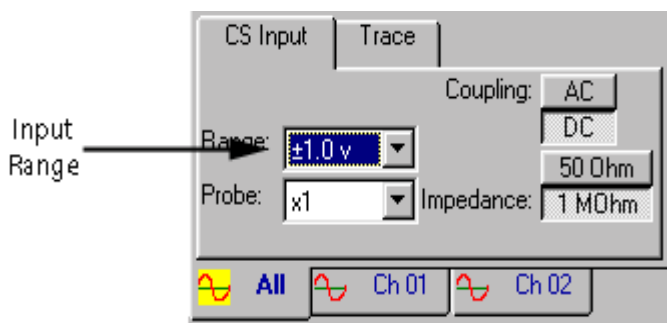 CS Input Trace
Coupling: AC
DC
Input Range
Range: ±1.0 v
50 Ohm
Probe: x1 Impedance: 1 MOhm
All Ch 01 Ch 02